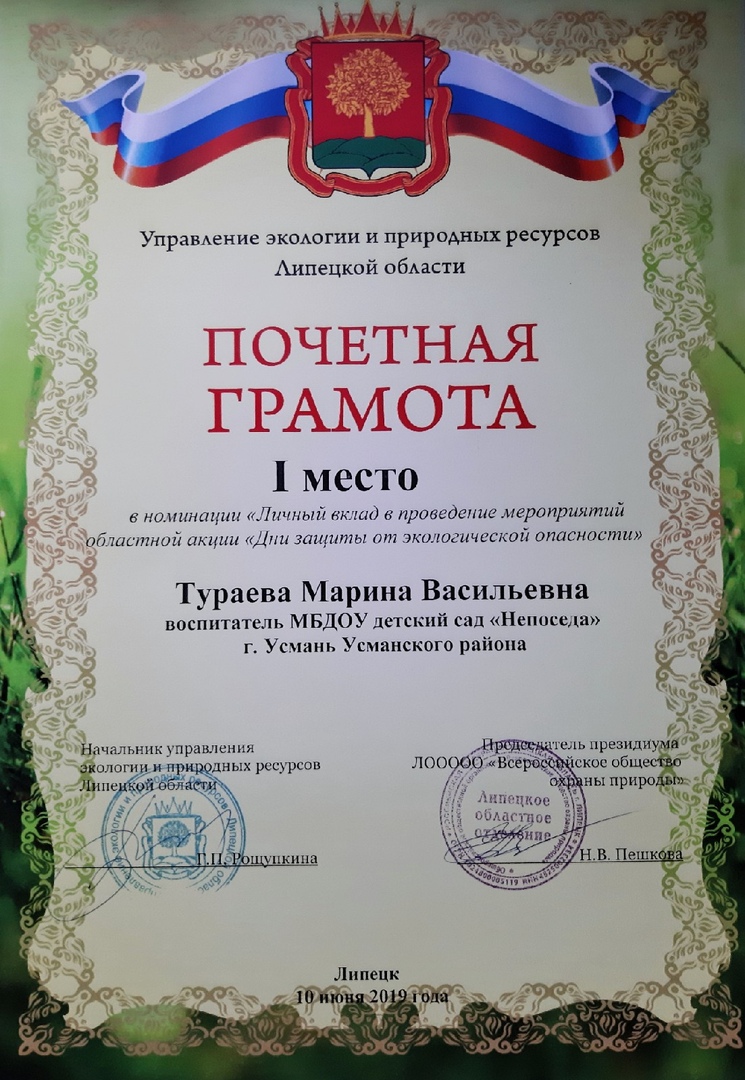 Управление экологии и природных ресурсов
Липецкой области
ПОЧЕТНАЯ
ГРАМОТА
I место
в номинации «Личный вклад в проведение мероприятий
областной акции «Дни защиты от экологической опасности»
Тураева Марина Васильевна
воспитатель МБДОУ детский сад «Непоседа»
г. Усмань Усманского района
Начальник управления
экологии и природных ресурсов
Липецкой области
Г.П. Рощупкина
Председатель президиума
ЛООООО «Всероссийское общество
охраны природы»
Липецкое
областное
отделение
Н.В. Пешкова
Липецк
10 июня 2019 года